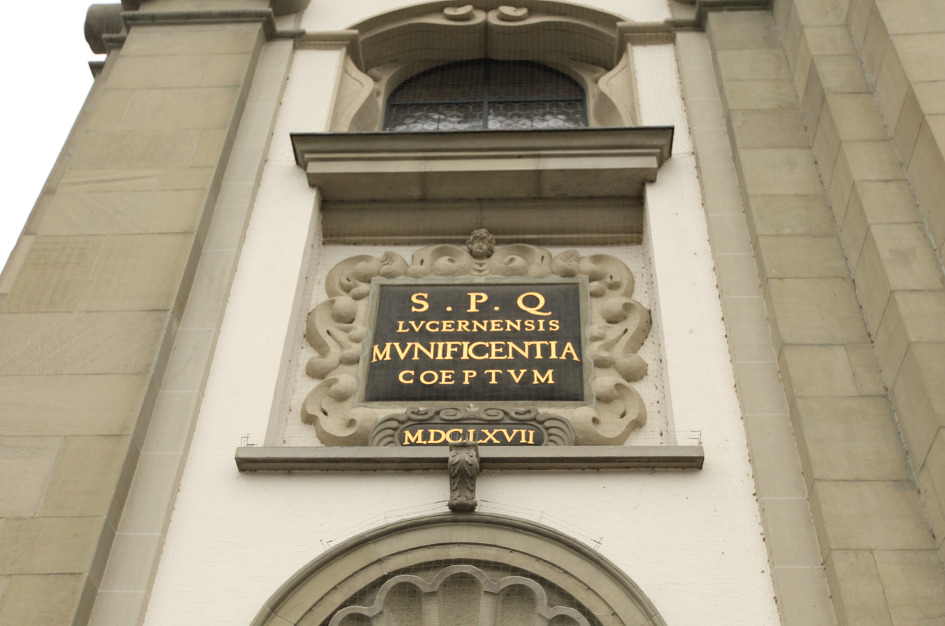 S . P . Q
LVCERNENSIS
MVNIFICENTIA
COEPTVM
M.DC.LXVII